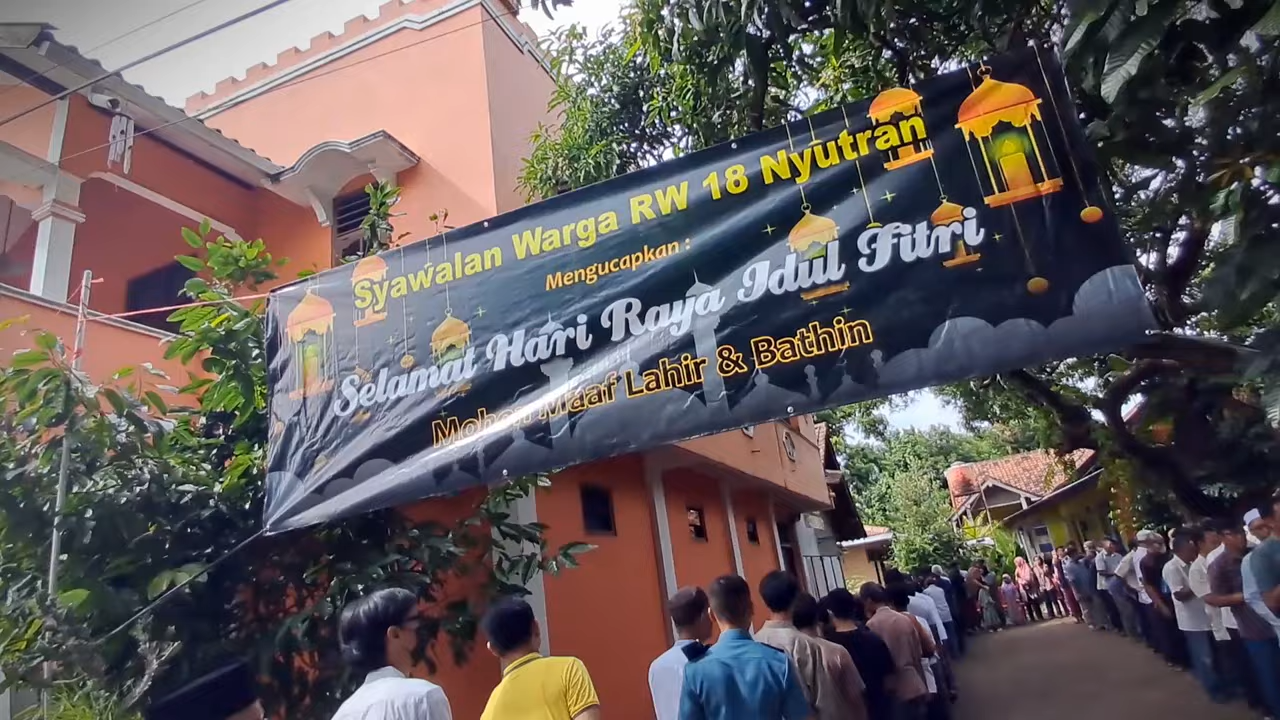 Syawalan Warga RW 18 Nyutran
Mengucapkan :
Selamat Hari Raya Idul Fitri
Mohon Maaf Lahir & Bathin